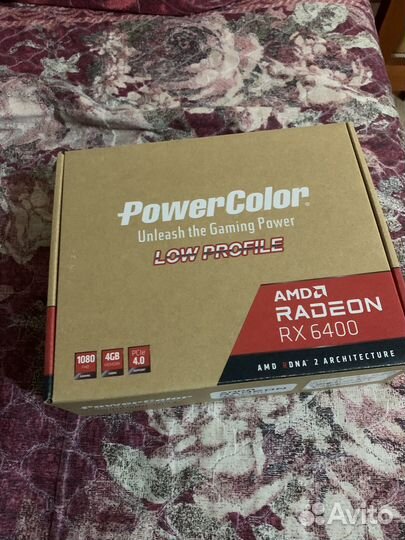 PowerColor
Unleash the Gaming Power
LOW PROFILE
AMD
RADEON
RX 6400
1080
4GB
PCIe
4.0
AMD RDNA 2 ARCHITECTURE
PowerColor
Avito